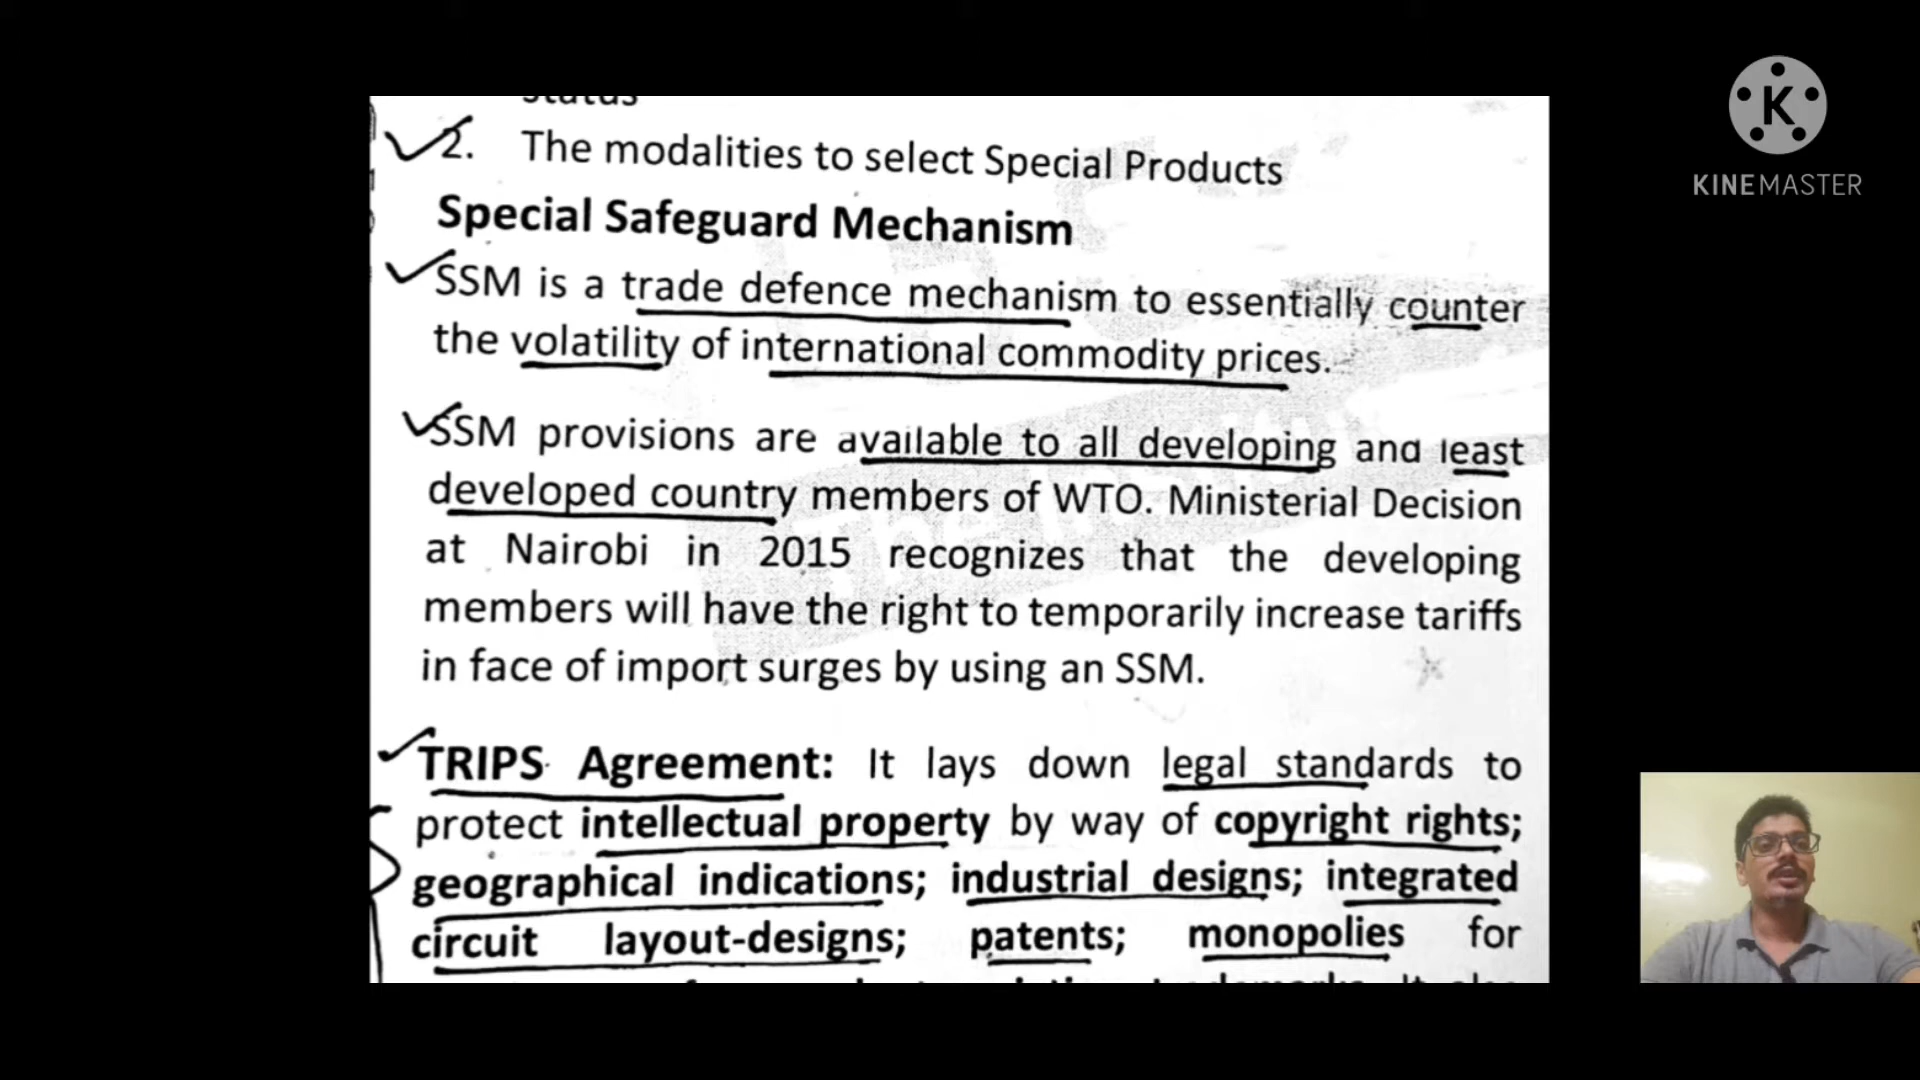 status
2. The modalities to select Special Products
Special Safeguard Mechanism
SSM is a trade defence mechanism to essentially counter
the volatility of international commodity prices.
SSM provisions are available to all developing and least
developed country members of WTO. Ministerial Decision
at Nairobi in 2015 recognizes that the developing
members will have the right to temporarily increase tariffs
in face of import surges by using an SSM.
TRIPS Agreement: It lays down legal standards to
protect intellectual property by way of copyright rights;
geographical indications; industrial designs; integrated
circuit layout-designs; patents; monopolies for
K
KINEMASTER